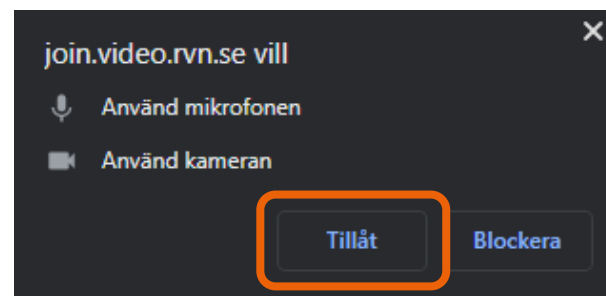 join.video.rvn.se vill
Använd mikrofonen
Använd kameran
Tillåt
Blockera